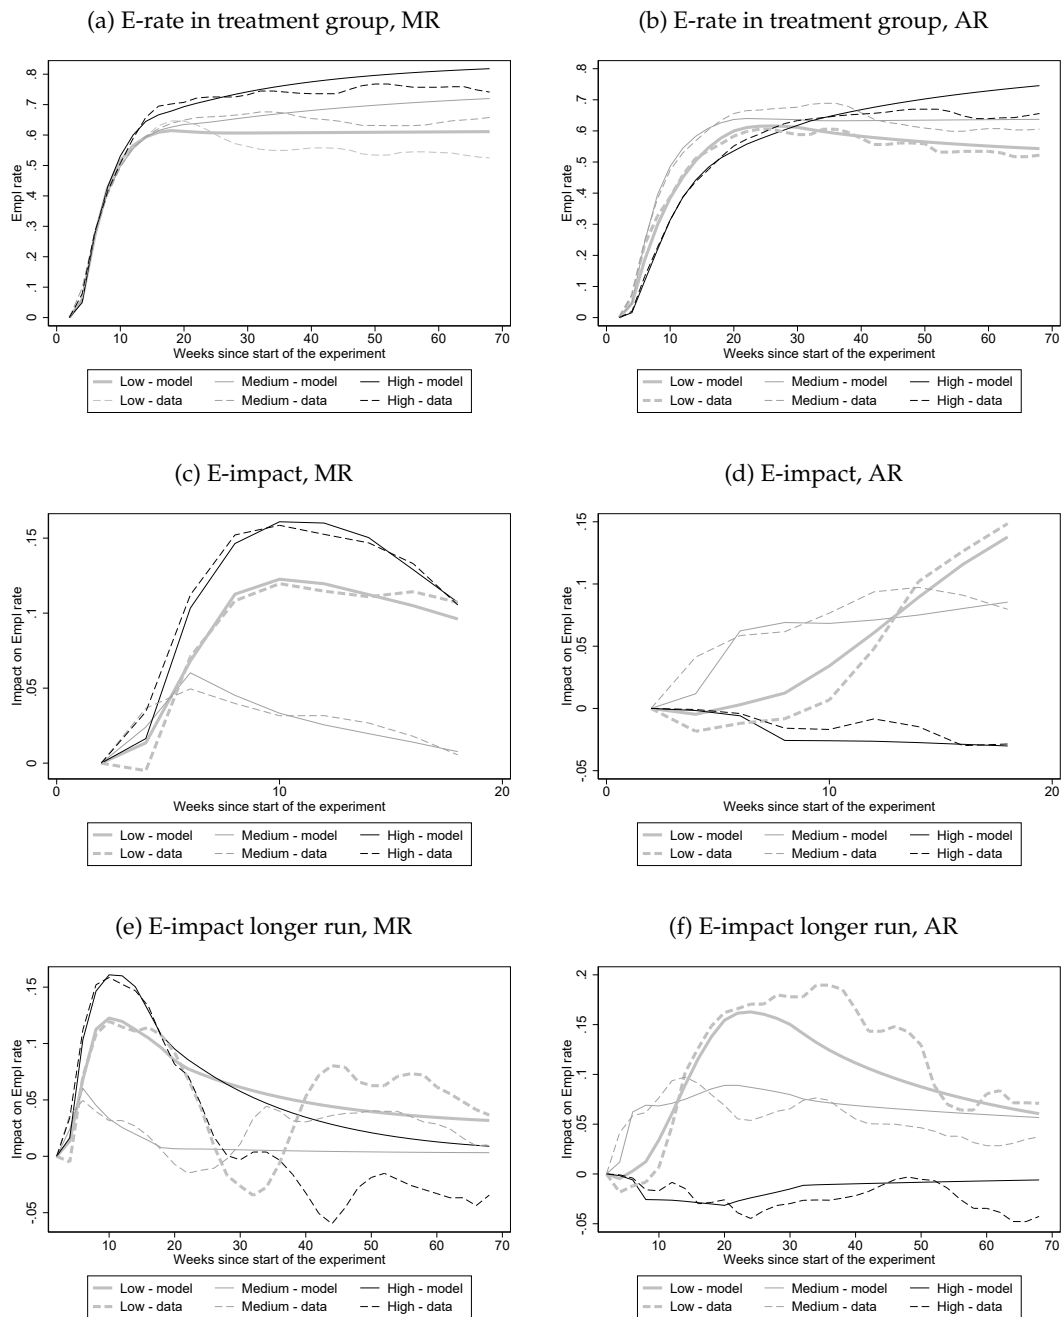 (a) E-rate in treatment group, MR
(b) E-rate in treatment group, AR
Empl rate
0 .1 .2 .3 .4 .5 .6 .7 .8
0 10 20 30 40 50 60 70
Weeks since start of the experiment
Low - model Medium - model High - model
Low - data Medium - data High - data
Empl rate
0 .1 .2 .3 .4 .5 .6 .7 .8
0 10 20 30 40 50 60 70
Weeks since start of the experiment
Low - model Medium - model High - model
Low - data Medium - data High - data
(c) E-impact, MR
(d) E-impact, AR
Impact on Empl rate
0 .05 .1 .15
0 10 20
Weeks since start of the experiment
Low - model Medium - model High - model
Low - data Medium - data High - data
Impact on Empl rate
-.05 0 .05 .1 .15
0 10 20
Weeks since start of the experiment
Low - model Medium - model High - model
Low - data Medium - data High - data
(e) E-impact longer run, MR
(f) E-impact longer run, AR
Impact on Empl rate
-.05 0 .05 .1 .15
10 20 30 40 50 60 70
Weeks since start of the experiment
Low - model Medium - model High - model
Low - data Medium - data High - data
Impact on Empl rate
-.05 0 .05 .1 .15 .2
10 20 30 40 50 60 70
Weeks since start of the experiment
Low - model Medium - model High - model
Low - data Medium - data High - data